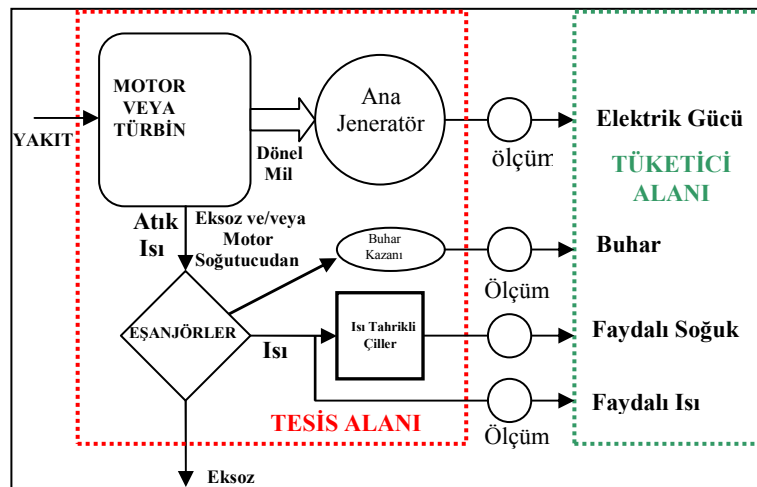 MOTOR
VEYA
TÜRBİN
YAKIT
Dönel
Mil
Ana
Jeneratör
ölçüm
Elektrik Gücü
TÜKETİCİ
ALANI
Atık
Isı
Eksoz ve/veya
Motor
Soğutucudan
Buhar
Kazanı
Ölçüm
Buhar
EŞANJÖRLER
Isı
Isı Tahrikli
Çiller
Faydalı Soğuk
Faydalı Isı
Ölçüm
TESİS ALANI
Eksoz